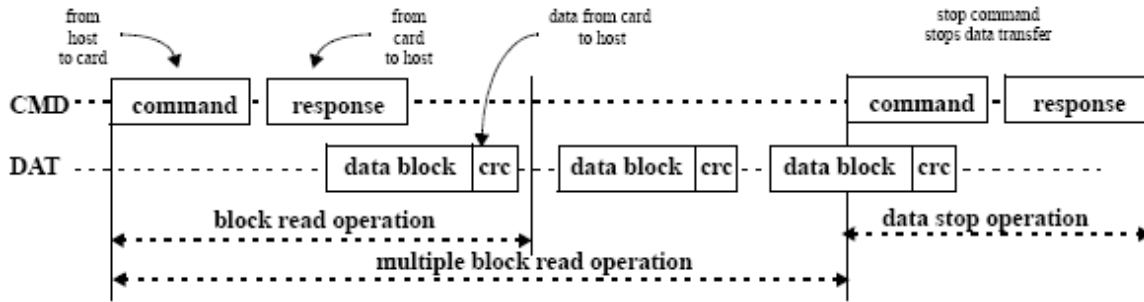 from
host
to card
from
card
to host
data from card
to host
stop command
stops data transfer
CMD command response command response
DAT data block crc data block crc data block crc
block read operation
data stop operation
multiple block read operation